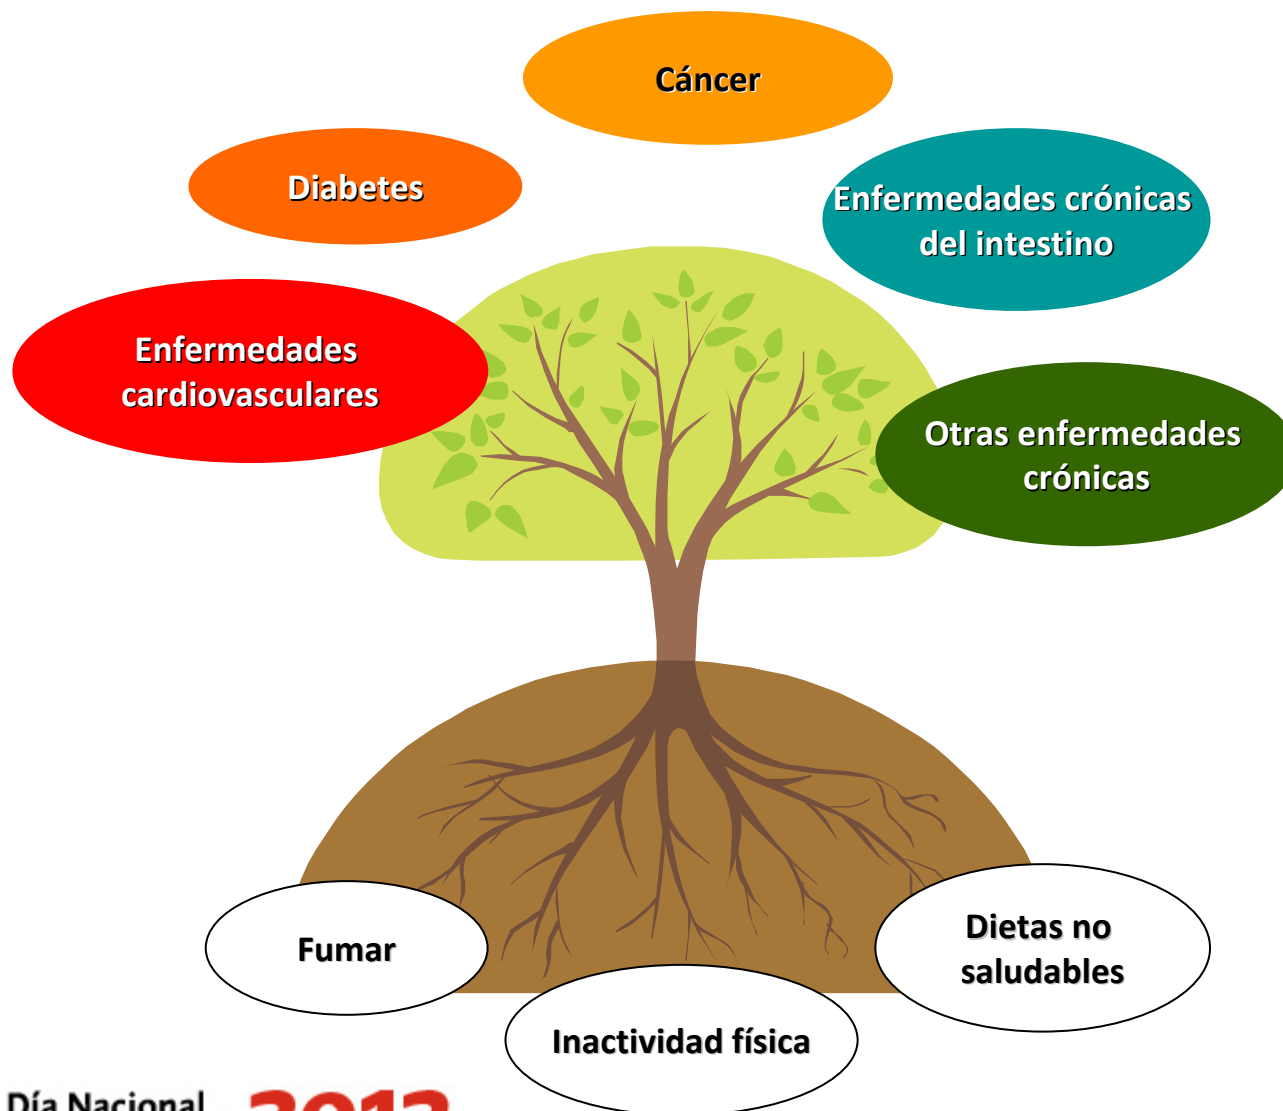 Cáncer
Diabetes
Enfermedades crónicas
del intestino
Enfermedades
cardiovasculares
Otras enfermedades
crónicas
Fumar
Dietas no
saludables
Inactividad física
Día Nacional